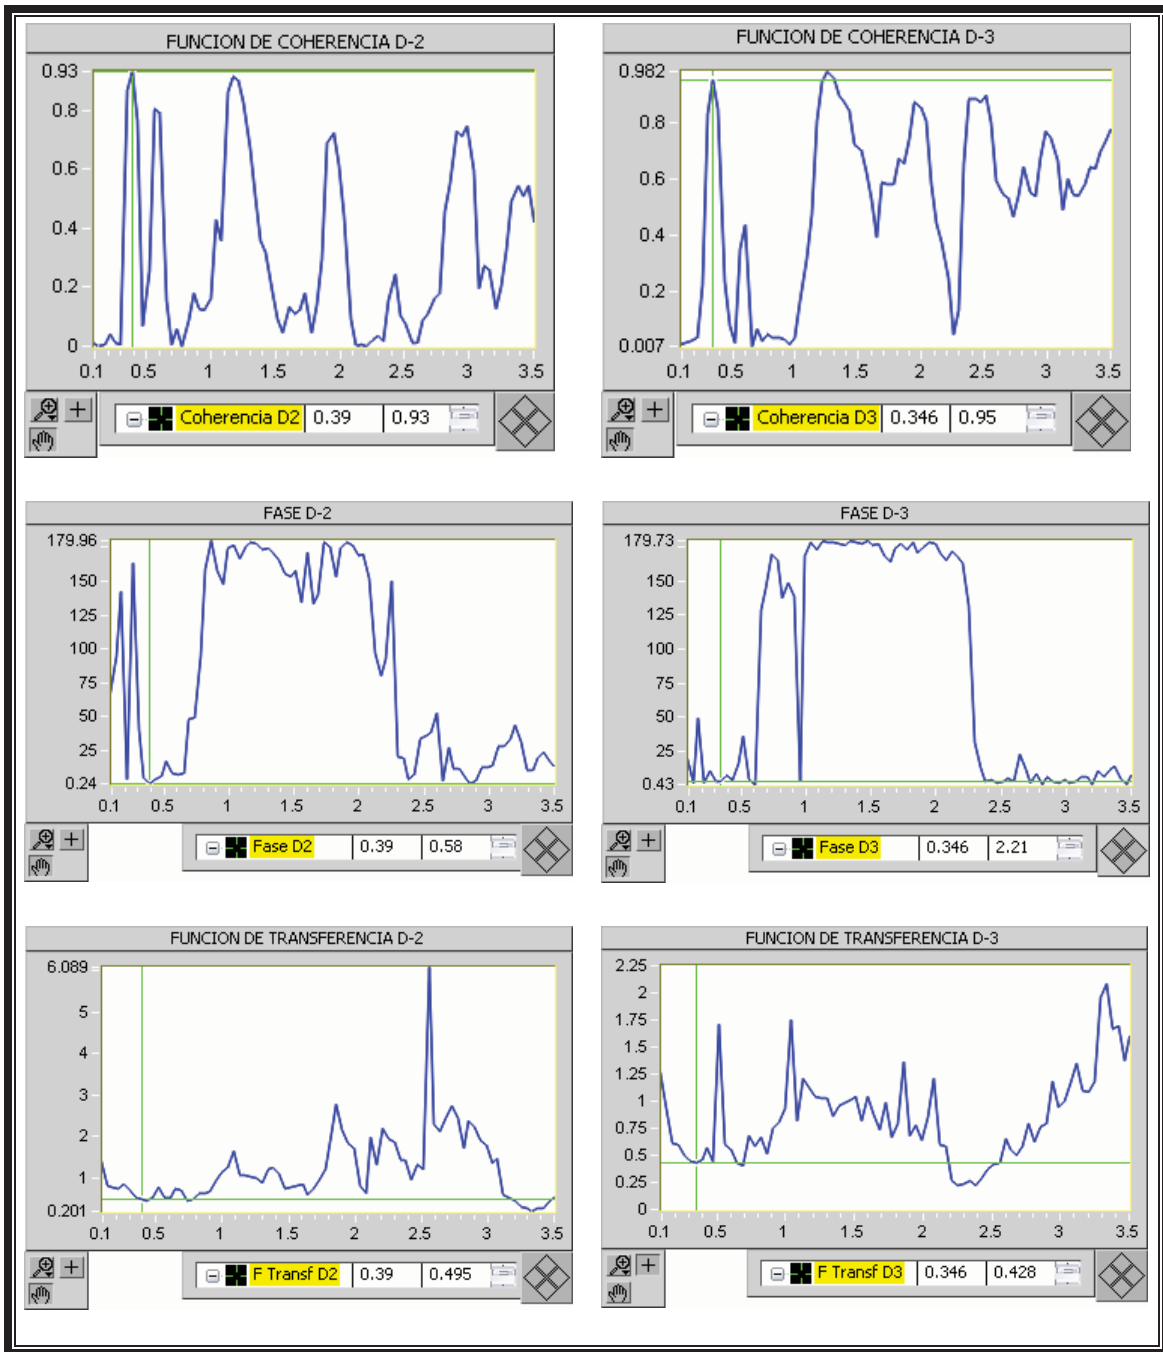 FUNCION DE COHERENCIA D-2
0.93
0.8
0.6
0.4
0.2
0
0.1 0.5 1 1.5 2 2.5 3 3.5
Coherencia D2 0.39 0.93
FUNCION DE COHERENCIA D-3
0.982
0.8
0.6
0.4
0.2
0.007
0.1 0.5 1 1.5 2 2.5 3 3.5
Coherencia D3 0.346 0.95
FASE D-2
179.96
150
125
100
75
50
25
0.24
0.1 0.5 1 1.5 2 2.5 3 3.5
Fase D2 0.39 0.58
FASE D-3
179.73
150
125
100
75
50
25
0.43
0.1 0.5 1 1.5 2 2.5 3 3.5
Fase D3 0.346 2.21
FUNCION DE TRANSFERENCIA D-2
6.089
5
4
3
2
1
0.201
0.1 0.5 1 1.5 2 2.5 3 3.5
F Transf D2 0.39 0.495
FUNCION DE TRANSFERENCIA D-3
2.25
2
1.75
1.5
1.25
1
0.75
0.5
0.25
0
0.1 0.5 1 1.5 2 2.5 3 3.5
F Transf D3 0.346 0.428